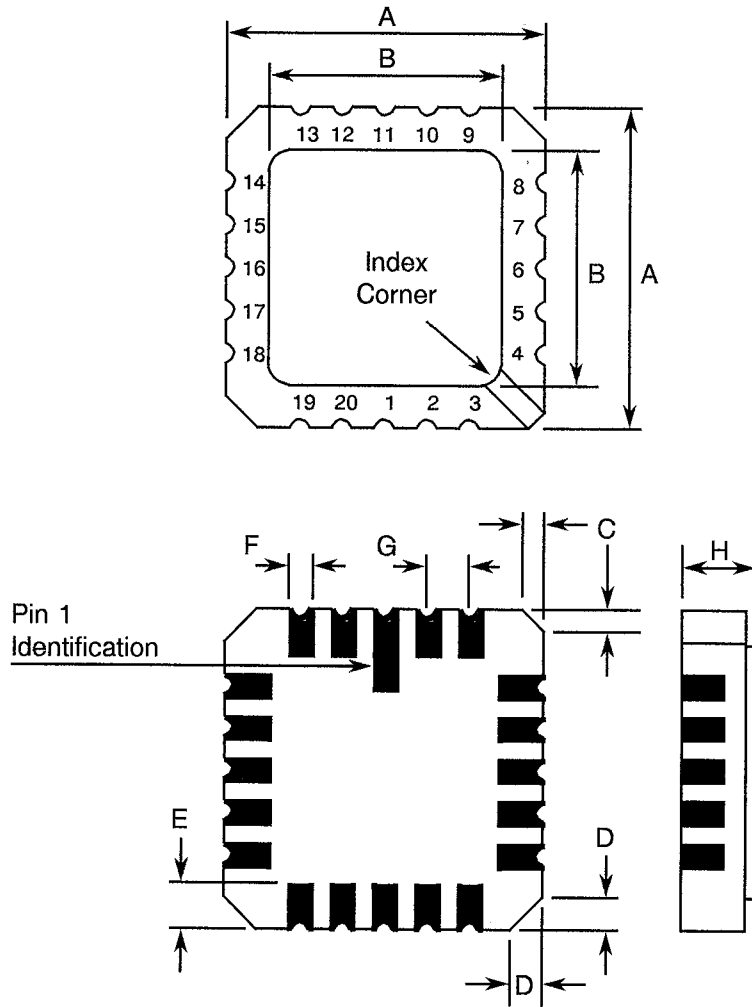 A
B
13 12 11 10 9
14 8
15 7
16 Index 6 B A
Corner
17 5
18 4
19 20 1 2 3
C
F G H
Pin 1
Identification
E D
D